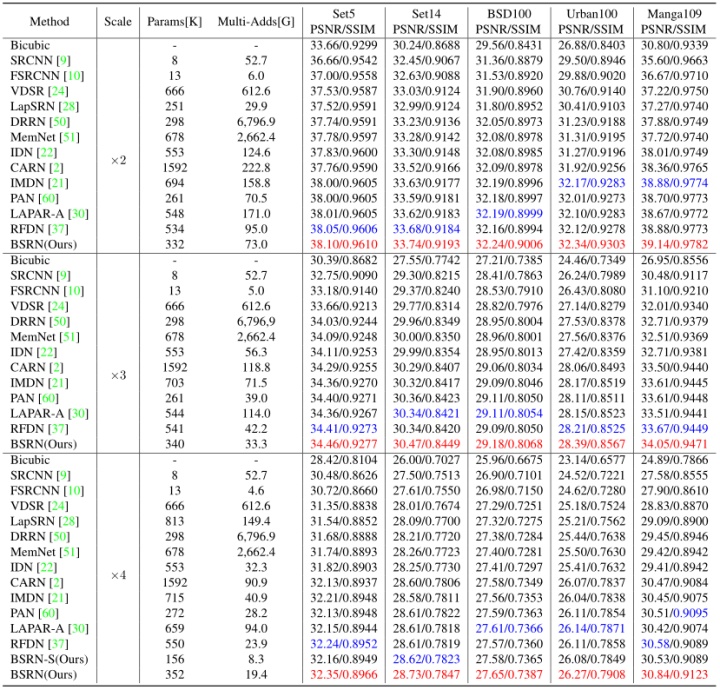 Method Scale Params[K] Multi-Adds[G] Set5 PSNR/SSIM Set14 PSNR/SSIM BSD100 PSNR/SSIM Urban100 PSNR/SSIM Manga109 PSNR/SSIM
Bicubic - - 33.66/0.9299 30.24/0.8688 29.56/0.8431 26.88/0.8403 30.80/0.9339
SRCNN [9] 8 52.7 36.66/0.9542 32.45/0.9067 31.36/0.8879 29.50/0.8946 35.60/0.9663
FSRCNN [10] 13 6.0 37.00/0.9558 32.63/0.9088 31.53/0.8920 29.88/0.9020 36.67/0.9710
VDSR [24] 666 612.6 37.53/0.9587 33.03/0.9124 31.90/0.8960 30.76/0.9140 37.22/0.9750
LapSRN [28] 251 29.9 37.52/0.9591 32.99/0.9124 31.80/0.8952 30.41/0.9103 37.27/0.9740
DRRN [50] 298 6,796.9 37.74/0.9591 33.23/0.9136 32.05/0.8973 31.23/0.9188 37.88/0.9749
MemNet [51] 678 2,662.4 37.78/0.9597 33.28/0.9142 32.08/0.8978 31.31/0.9195 37.72/0.9740
IDN [22] 553 124.6 37.83/0.9600 33.30/0.9148 32.08/0.8985 31.27/0.9196 38.01/0.9749
×2
CARN [2] 1592 222.8 37.76/0.9590 33.52/0.9166 32.09/0.8978 31.92/0.9256 38.36/0.9765
IMDN [21] 694 158.8 38.00/0.9605 33.63/0.9177 32.19/0.8996 32.17/0.9283 38.88/0.9774
PAN [60] 261 70.5 38.00/0.9605 33.59/0.9181 32.18/0.8997 32.01/0.9273 38.70/0.9773
LAPAR-A [30] 548 171.0 38.01/0.9605 33.62/0.9183 32.19/0.8999 32.10/0.9283 38.67/0.9772
RFDN [37] 534 95.0 38.05/0.9606 33.68/0.9184 32.16/0.8994 32.12/0.9278 38.88/0.9773
BSRN(Ours) 332 73.0 38.10/0.9610 33.74/0.9193 32.24/0.9006 32.34/0.9303 39.14/0.9782
Bicubic - - 30.39/0.8682 27.55/0.7742 27.21/0.7385 24.46/0.7349 26.95/0.8556
SRCNN [9] 8 52.7 32.75/0.9090 29.30/0.8215 28.41/0.7863 26.24/0.7989 30.48/0.9117
FSRCNN [10] 13 5.0 33.18/0.9140 29.37/0.8240 28.53/0.7910 26.43/0.8080 31.10/0.9210
VDSR [24] 666 612.6 33.66/0.9213 29.77/0.8314 28.82/0.7976 27.14/0.8279 32.01/0.9340
DRRN [50] 298 6,796,9 34.03/0.9244 29.96/0.8349 28.95/0.8004 27.53/0.8378 32.71/0.9379
MemNet [51] 678 2,662.4 34.09/0.9248 30.00/0.8350 28.96/0.8001 27.56/0.8376 32.51/0.9369
IDN [22] 553 56.3 34.11/0.9253 29.99/0.8354 28.95/0.8013 27.42/0.8359 32.71/0.9381
CARN [2] 1592 118.8 34.29/0.9255 30.29/0.8407 29.06/0.8034 28.06/0.8493 33.50/0.9440
×3
IMDN [21] 703 71.5 34.36/0.9270 30.32/0.8417 29.09/0.8046 28.17/0.8519 33.61/0.9445
PAN [60] 261 39.0 34.40/0.9271 30.36/0.8423 29.11/0.8050 28.11/0.8511 33.61/0.9448
LAPAR-A [30] 544 114.0 34.36/0.9267 30.34/0.8421 29.11/0.8054 28.15/0.8523 33.51/0.9441
RFDN [37] 541 42.2 34.41/0.9273 30.34/0.8420 29.09/0.8050 28.21/0.8525 33.67/0.9449
BSRN(Ours) 340 33.3 34.46/0.9277 30.47/0.8449 29.18/0.8068 28.39/0.8567 34.05/0.9471
Bicubic - - 28.42/0.8104 26.00/0.7027 25.96/0.6675 23.14/0.6577 24.89/0.7866
SRCNN [9] 8 52.7 30.48/0.8626 27.50/0.7513 26.90/0.7101 24.52/0.7221 27.58/0.8555
FSRCNN [10] 13 4.6 30.72/0.8660 27.61/0.7550 26.98/0.7150 24.62/0.7280 27.90/0.8610
VDSR [24] 666 612.6 31.35/0.8838 28.01/0.7674 27.29/0.7251 25.18/0.7524 28.83/0.8870
LapSRN [28] 813 149.4 31.54/0.8852 28.09/0.7700 27.32/0.7275 25.21/0.7562 29.09/0.8900
DRRN [50] 298 6,796.9 31.68/0.8888 28.21/0.7720 27.38/0.7284 25.44/0.7638 29.45/0.8946
MemNet [51] 678 2,662.4 31.74/0.8893 28.26/0.7723 27.40/0.7281 25.50/0.7630 29.42/0.8942
IDN [22] 553 32.3 31.82/0.8903 28.25/0.7730 27.41/0.7297 25.41/0.7632 29.41/0.8942
×4
CARN [2] 1592 90.9 32.13/0.8937 28.60/0.7806 27.58/0.7349 26.07/0.7837 30.47/0.9084
IMDN [21] 715 40.9 32.21/0.8948 28.58/0.7811 27.56/0.7353 26.04/0.7838 30.45/0.9075
PAN [60] 272 28.2 32.13/0.8948 28.61/0.7822 27.59/0.7363 26.11/0.7854 30.51/0.9095
LAPAR-A [30] 659 94.0 32.15/0.8944 28.61/0.7818 27.61/0.7366 26.14/0.7871 30.42/0.9074
RFDN [37] 550 23.9 32.24/0.8952 28.61/0.7819 27.57/0.7360 26.11/0.7858 30.58/0.9089
BSRN-S(Ours) 156 8.3 32.16/0.8949 28.62/0.7823 27.58/0.7365 26.08/0.7849 30.53/0.9089
BSRN(Ours) 352 19.4 32.35/0.8966 28.73/0.7847 27.65/0.7387 26.27/0.7908 30.84/0.9123